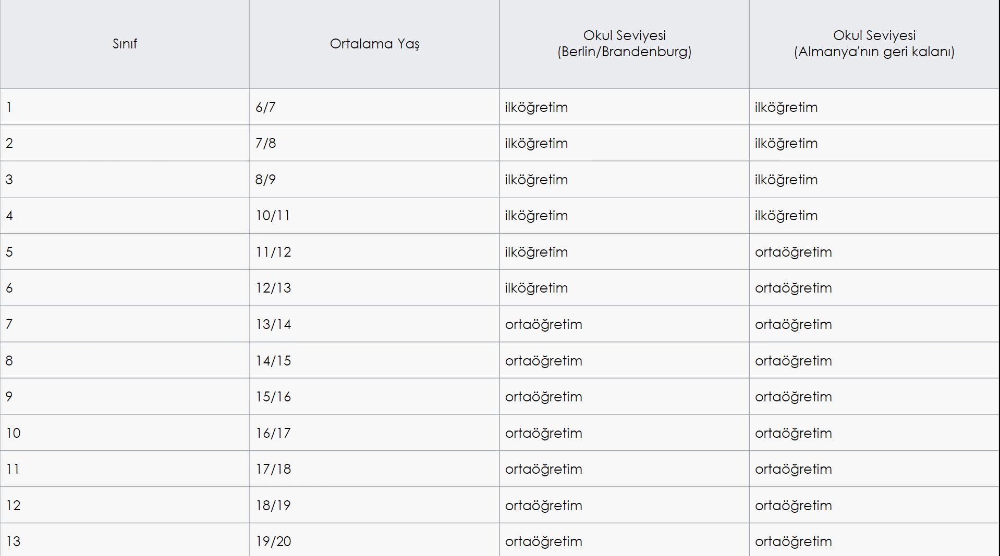 Sınıf
Ortalama Yaş
Okul Seviyesi
(Berlin/Brandenburg)
Okul Seviyesi
(Almanya'nın geri kalanı)
1 6/7 ilköğretim ilköğretim
2 7/8 ilköğretim ilköğretim
3 8/9 ilköğretim ilköğretim
4 10/11 ilköğretim ilköğretim
5 11/12 ilköğretim ortaöğretim
6 12/13 ilköğretim ortaöğretim
7 13/14 ortaöğretim ortaöğretim
8 14/15 ortaöğretim ortaöğretim
9 15/16 ortaöğretim ortaöğretim
10 16/17 ortaöğretim ortaöğretim
11 17/18 ortaöğretim ortaöğretim
12 18/19 ortaöğretim ortaöğretim
13 19/20 ortaöğretim ortaöğretim